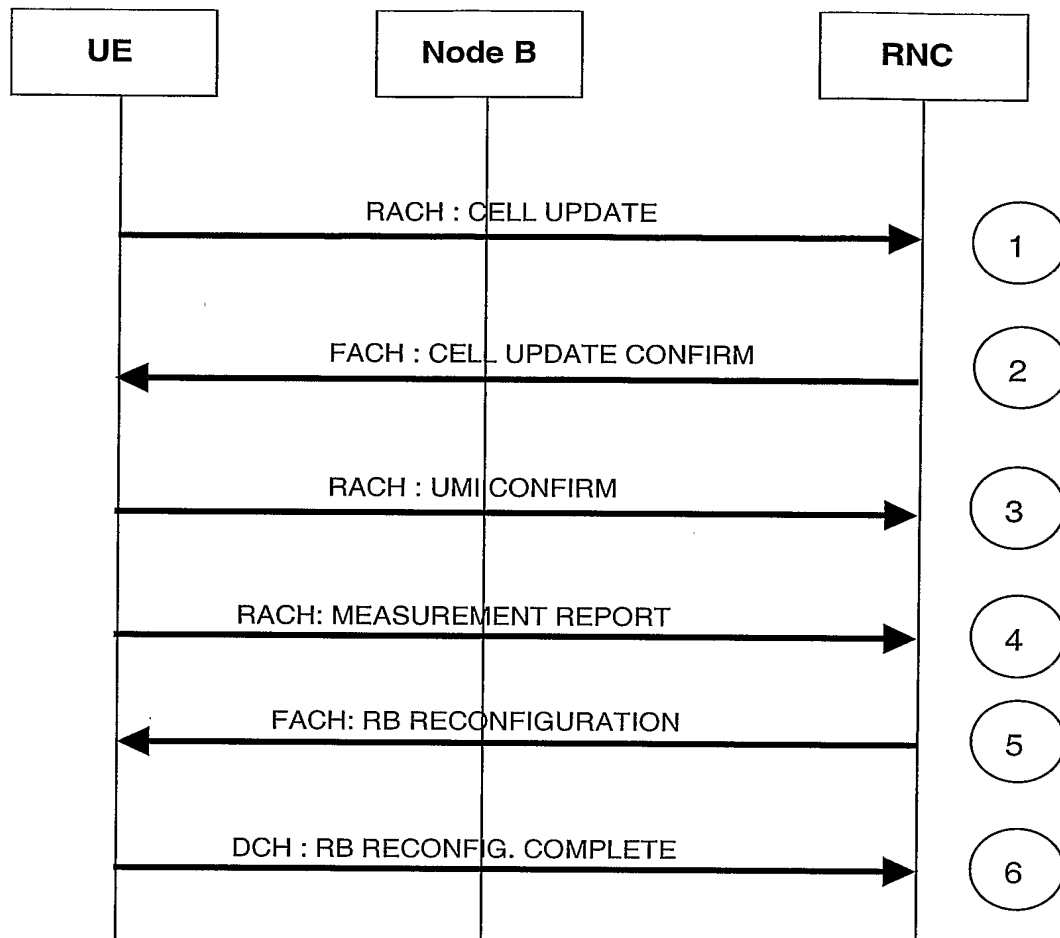 UE
Node B
RNC
RACH : CELL UPDATE
1
FACH : CELL UPDATE CONFIRM
2
RACH : UMI CONFIRM
3
RACH: MEASUREMENT REPORT
4
FACH: RB RECONFIGURATION
5
DCH : RB RECONFIG. COMPLETE
6